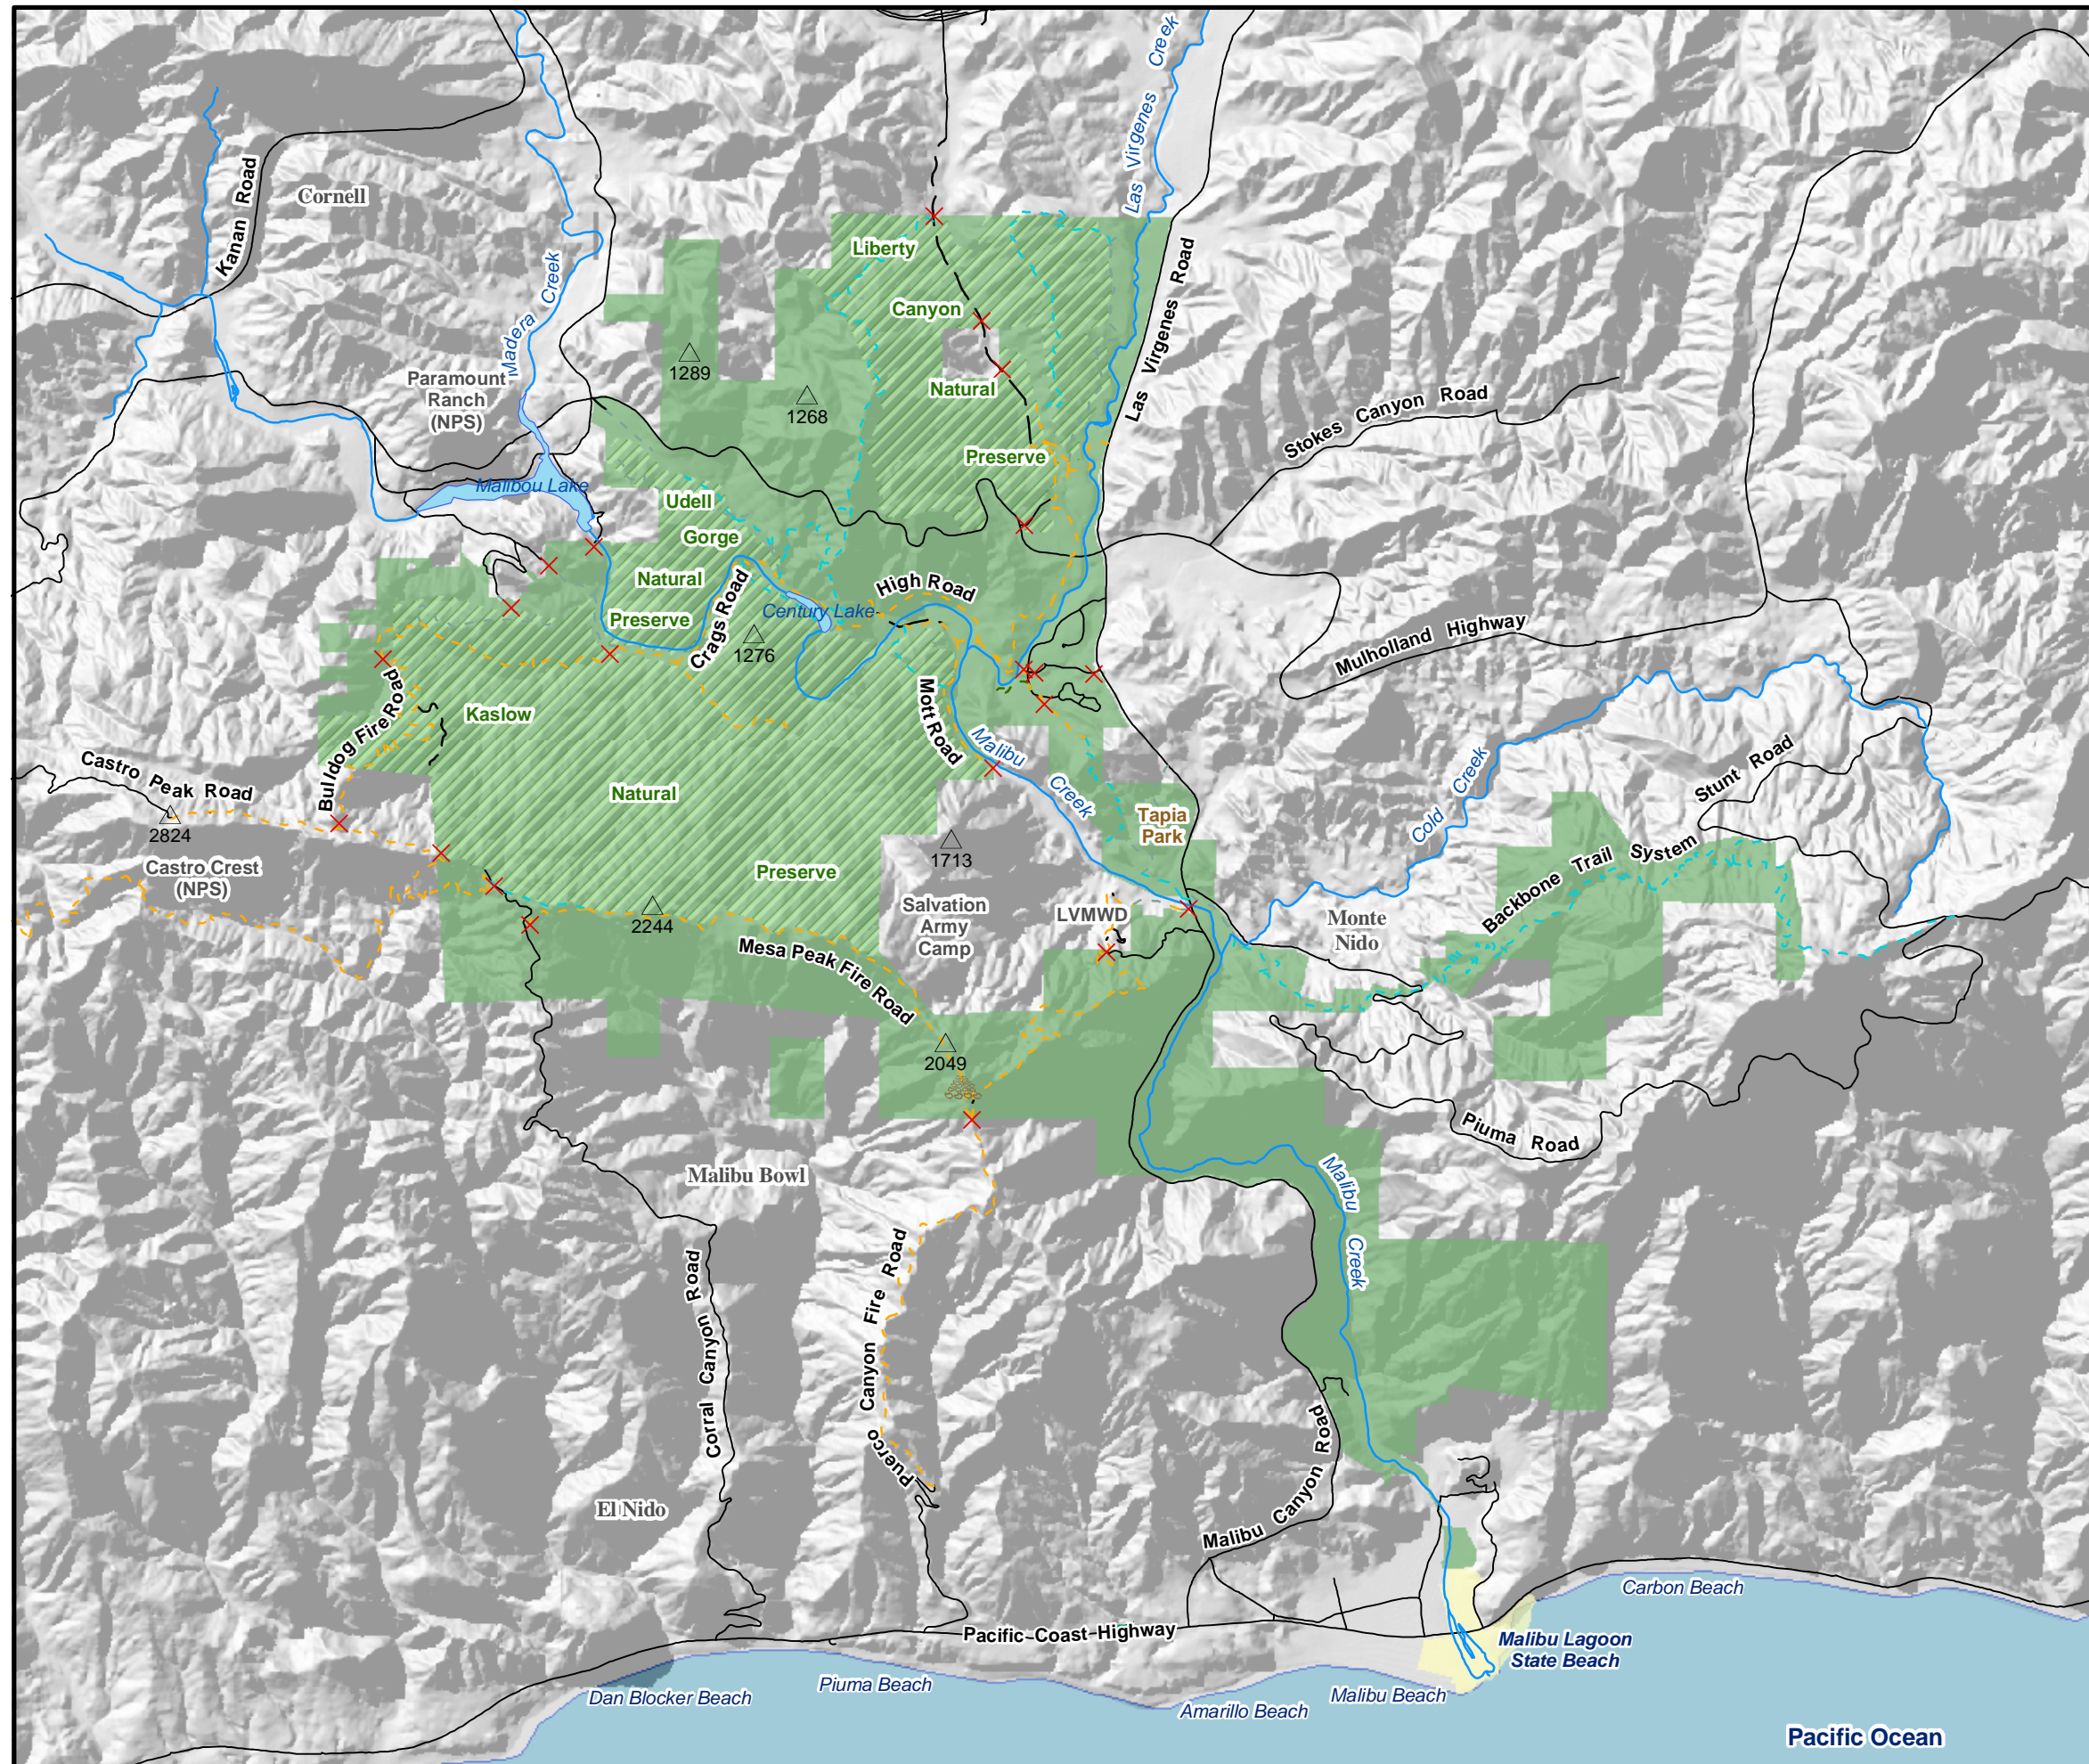 Las Virgenes Creek
Kanan Road
Cornell
Madera Creek
Liberty
Canyon
Natural
Preserve
Las Virgenes Road
1289
1268
Paramount
Ranch
(NPS)
Stokes Canyon Road
Malibou Lake
Udell
Gorge
Natural
Preserve
Crags Road
High Road
Century Lake
1276
Mulholland Highway
Bulldog Fire Road
Kaslow
Natural
Preserve
Mott Road
Malibu Creek
Cold Creek
Stunt Road
Castro Peak Road
2824
Castro Crest
(NPS)
Tapia
Park
1713
Salvation
Army
Camp
LVMWD
Monte
Nido
Backbone Trail System
2244
Mesa Peak Fire Road
2049
Piuma Road
Malibu Bowl
Malibu Creek
Corral Canyon Road
Puerco Canyon Fire Road
Malibu Canyon Road
El Nido
Pacific Coast Highway
Carbon Beach
Malibu Lagoon
State Beach
Dan Blocker Beach
Piuma Beach
Amarillo Beach
Malibu Beach
Pacific Ocean